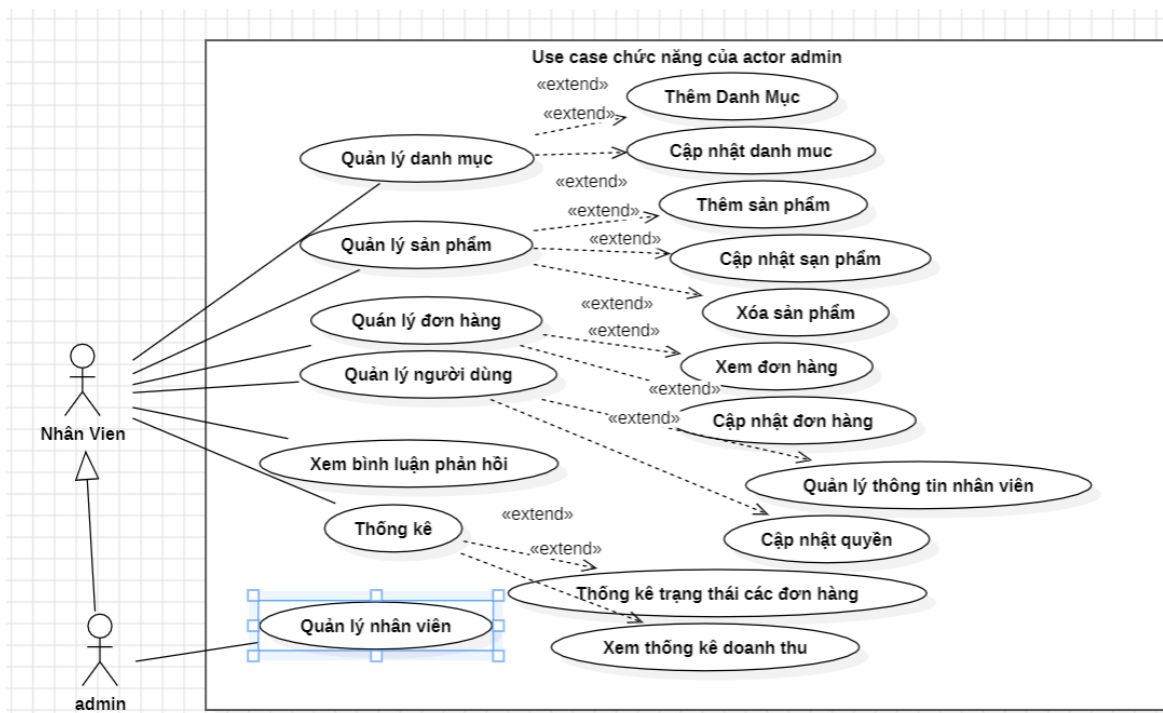 Use case chức năng của actor admin
«extend»
Thêm Danh Mục
«extend»
Cập nhật danh muc
Quản lý danh mục
«extend»
Thêm sản phẩm
«extend»
Quản lý sản phẩm
«extend»
Cập nhật sạn phẩm
Xóa sản phẩm
«extend»
Quán lý đơn hàng
«extend»
Xem đơn hàng
Quản lý người dùng
«extend»
Cập nhật đơn hàng
«extend»
Nhân Vien
Xem bình luận phản hồi
Quản lý thông tin nhân viên
«extend»
Thống kê
Cập nhật quyền
«extend»
Thống kê trạng thái các đơn hàng
Quản lý nhân viên
Xem thống kê doanh thu
admin